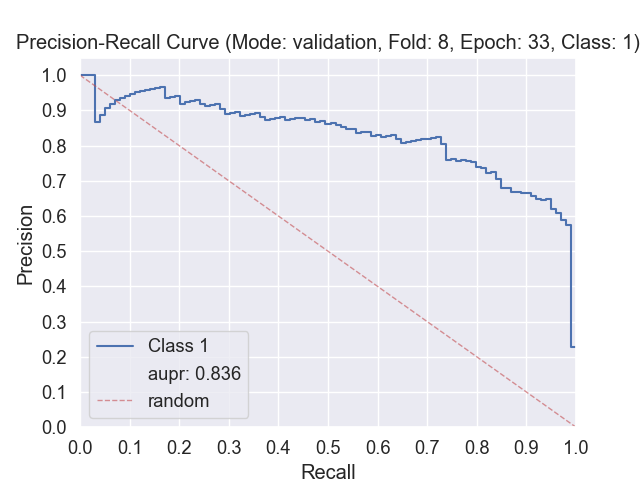 Precision-Recall Curve (Mode: validation, Fold: 8, Epoch: 33, Class: 1)
1.0
0.9
0.8
0.7
0.6
0.5
0.4
0.3
0.2
0.1
0.0
Precision
Class 1
aupr: 0.836
random
0.0 0.1 0.2 0.3 0.4 0.5 0.6 0.7 0.8 0.9 1.0
Recall